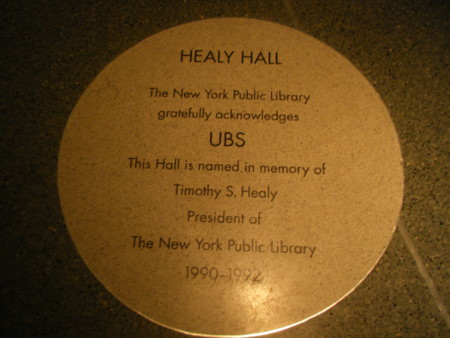 HEALY HALL
The New York Public Library
gratefully acknowledges
UBS
This Hall is named in memory of
Timothy S. Healy
President of
The New York Public Library
1990-1992